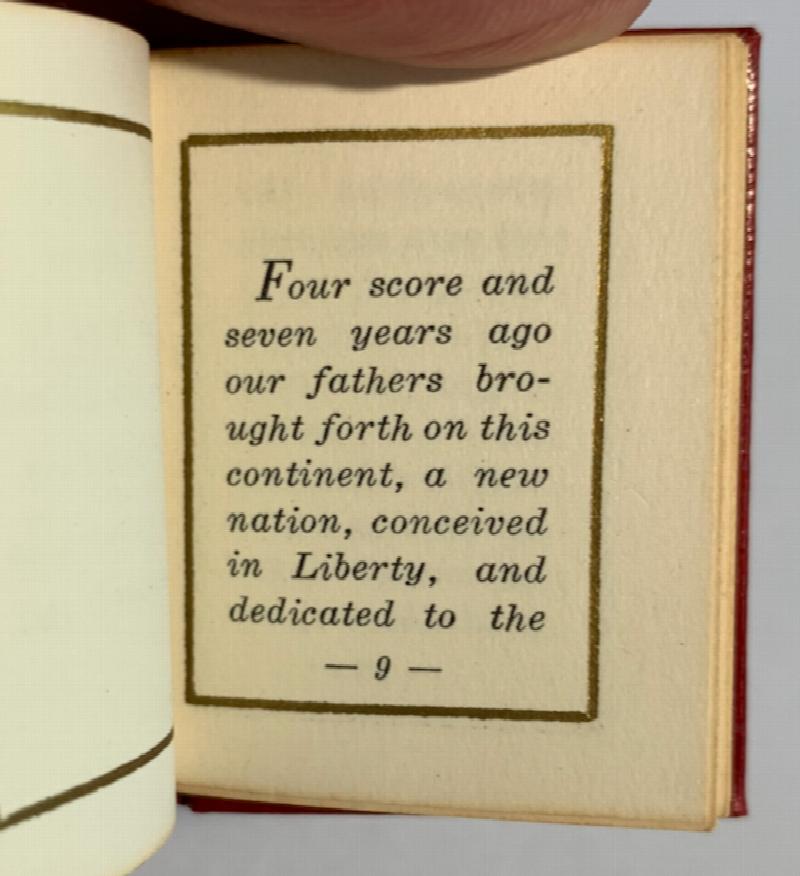 Four score and
seven years ago
our fathers bro-
ught forth on this
continent, a new
nation, conceived
in Liberty, and
dedicated to the
— 9 —